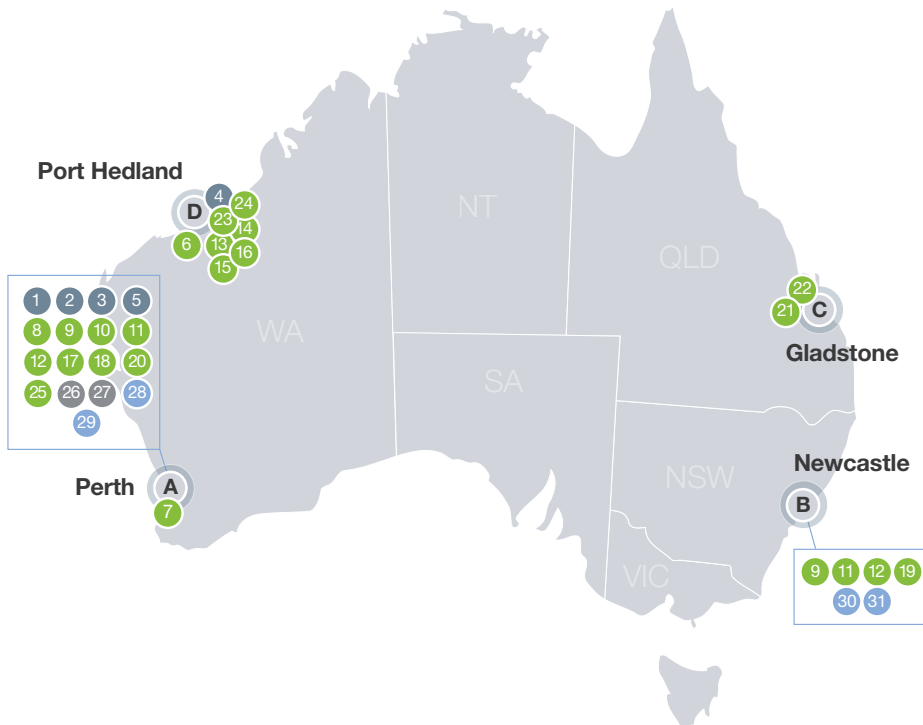 Port Hedland
4
24
D
23
14
NT
6
13
16
15
QLD
22
21
C
1 2 3 5
8 9 10 11
WA
Gladstone
12 17 18 20
SA
25 26 27 28
29
Newcastle
NSW
Perth
A
B
7
VIC
9 11 12 19
30 31